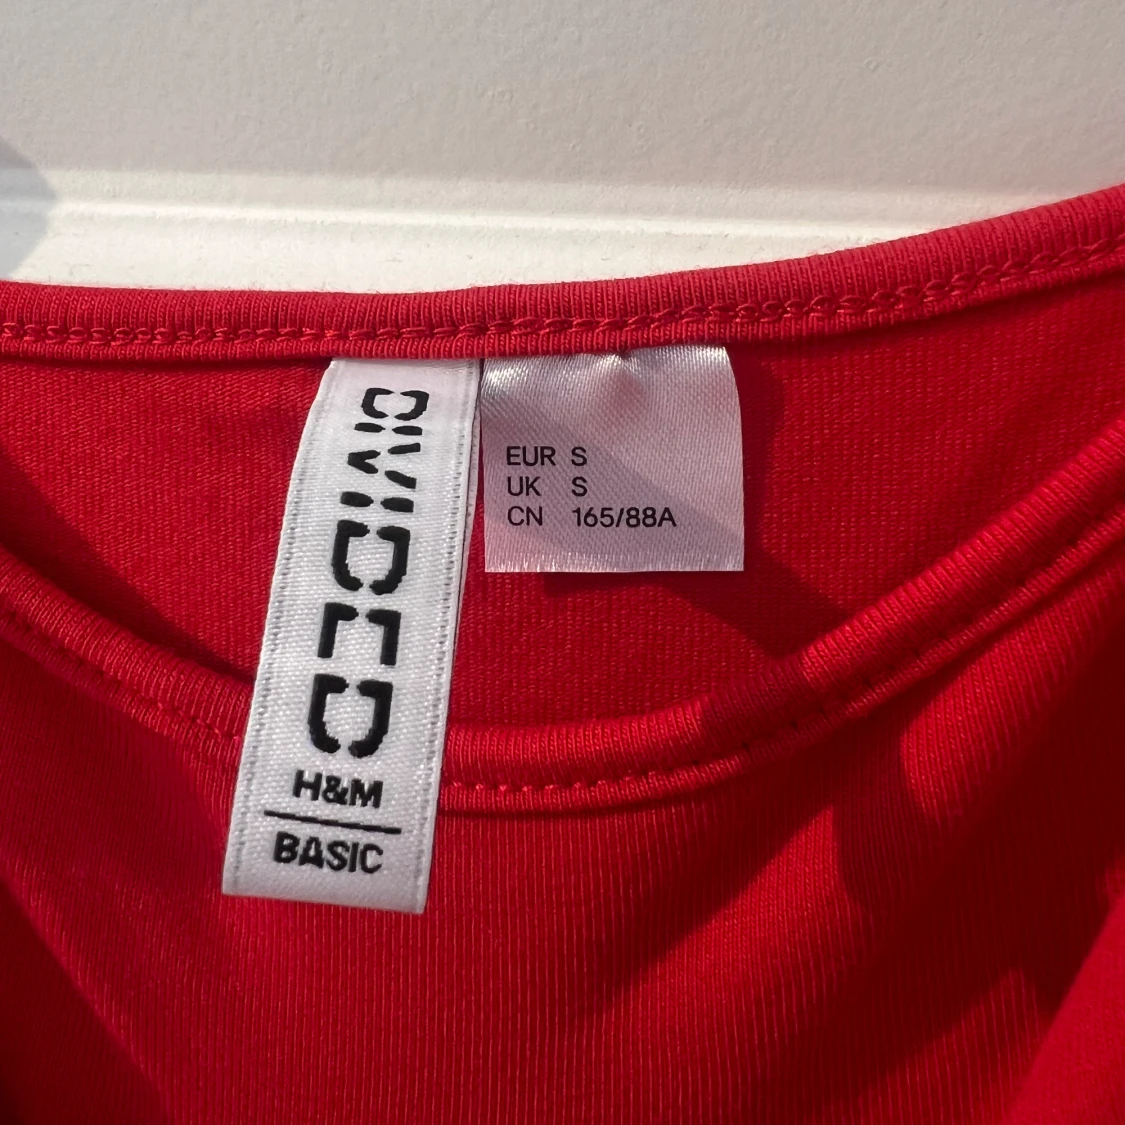 DIVIDED
H&M
BASIC
EUR S
UK S
CN 165/88A